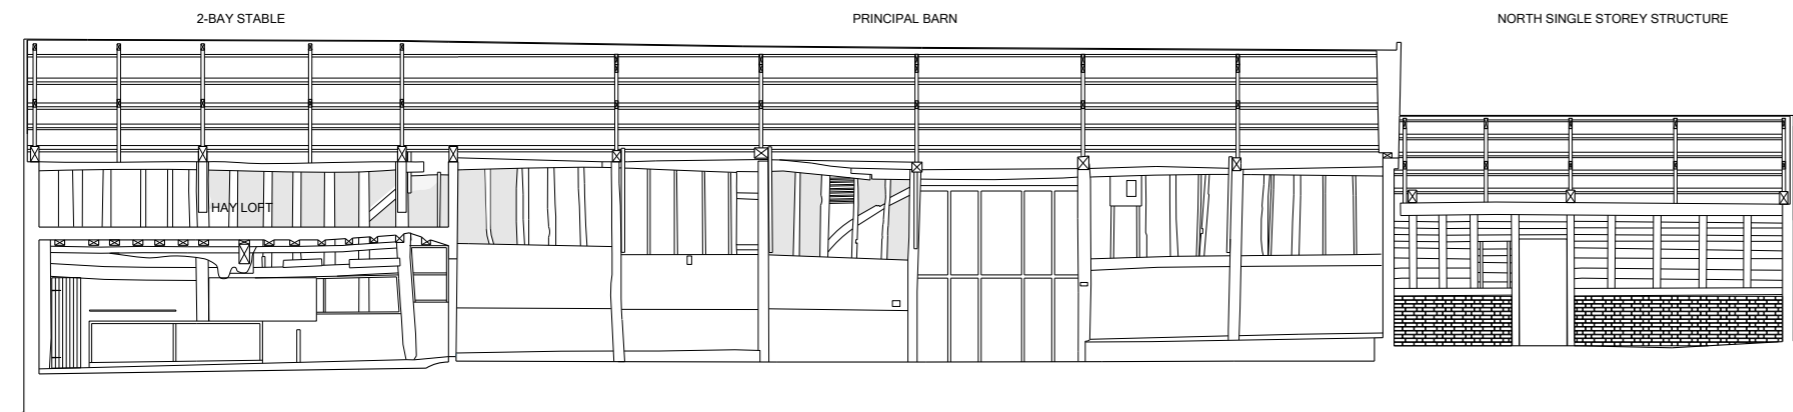 2-BAY STABLE
PRINCIPAL BARN
NORTH SINGLE STOREY STRUCTURE
HAY LOFT